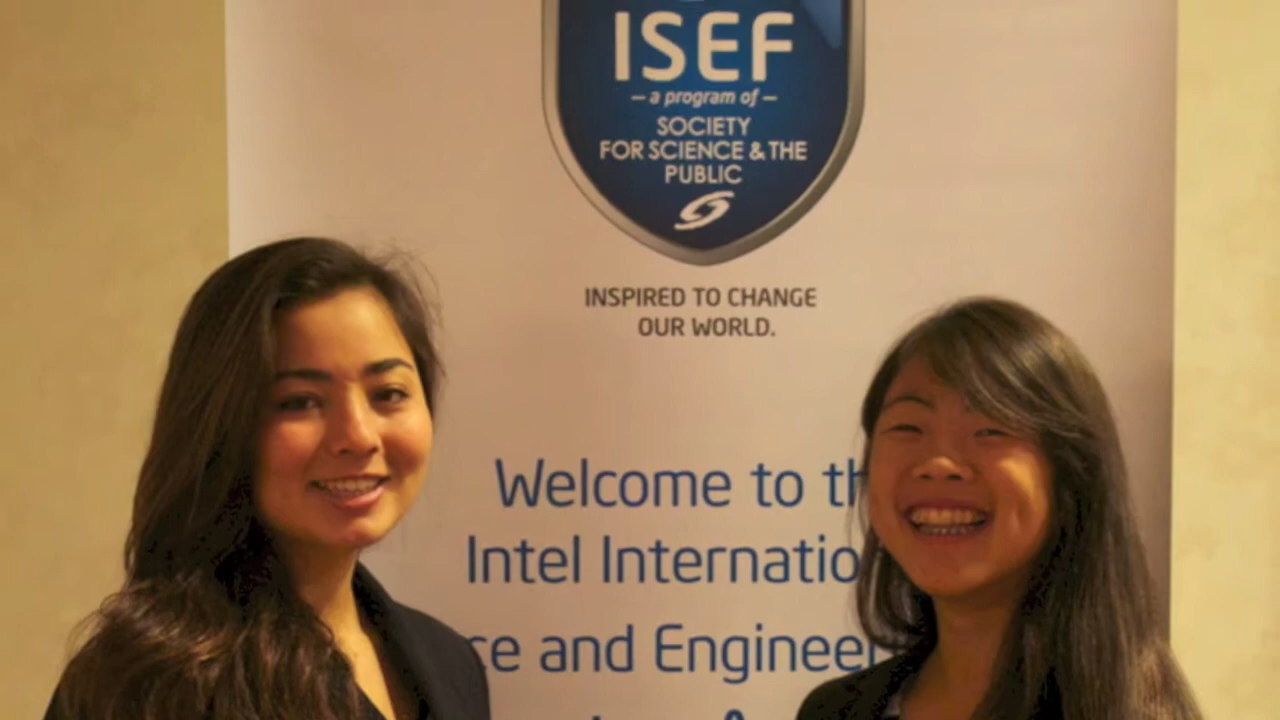 ISEF
— a program of —
SOCIETY
FOR SCIENCE & THE
PUBLIC
INSPIRED TO CHANGE
OUR WORLD.
Welcome to th
Intel Internatio
ce and Engineer